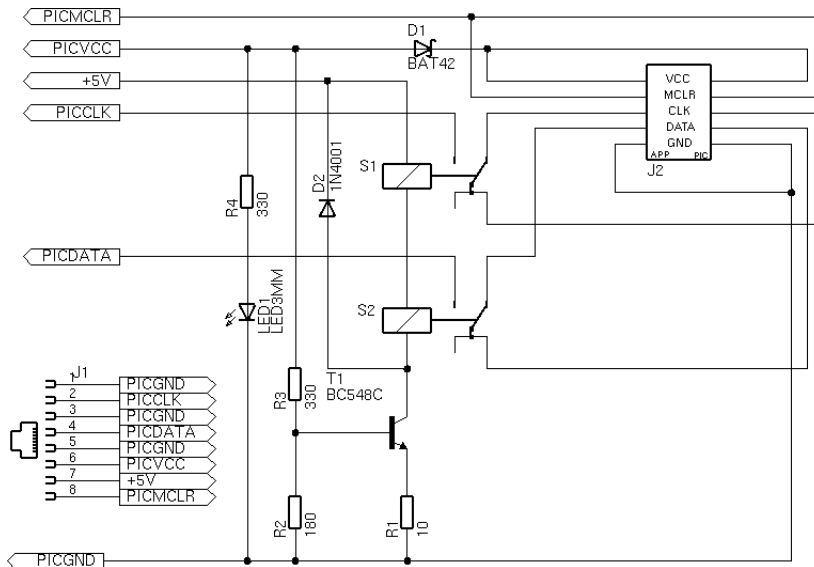 PICMCLR
D1
PICVCC
BAT42
+5V
VCC
MCLR
PICCLK
CLK
DATA
GND
APP PIC
J2
S1
D2
1N4001
R4
330
PICDATA
S2
LED1
LED3MM
J1
T1
BC548C
R3
330
1 PICGND
2 PICCLK
3 PICGND
4 PICDATA
5 PICGND
6 PICVCC
7 +5V
8 PICMCLR
R2
180
R1
10
PICGND